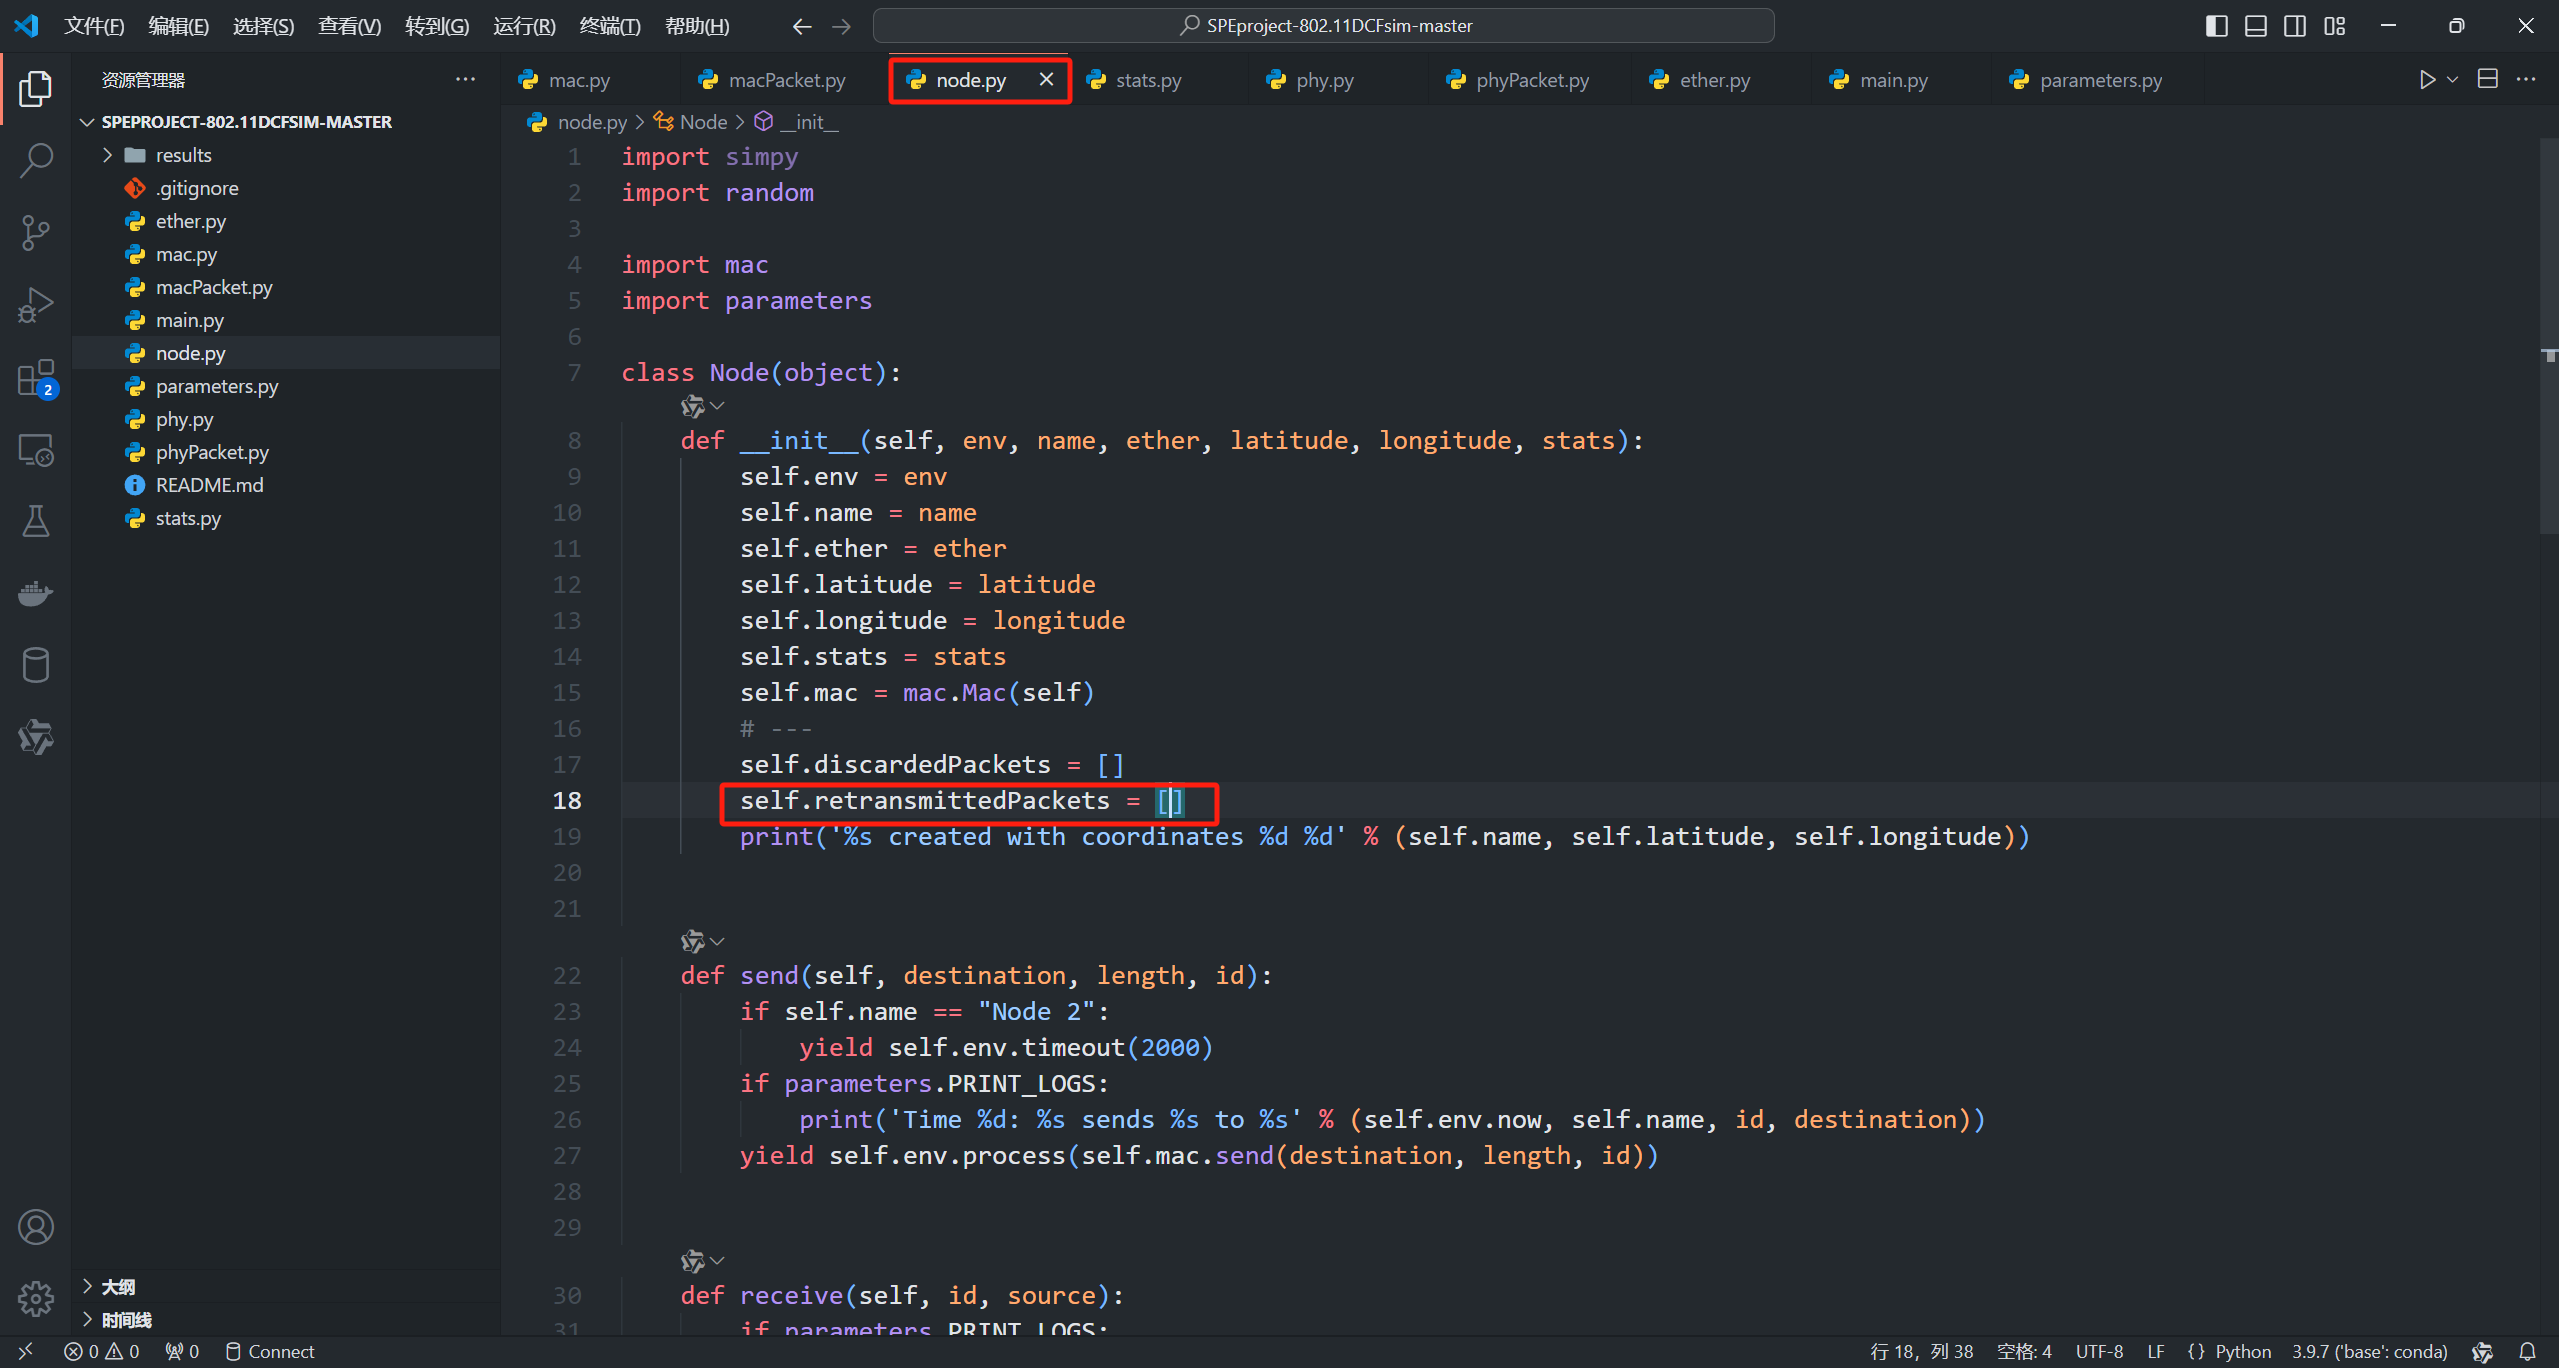 文件(F) 编辑(E) 选择(S) 查看(V) 转到(G) 运行(R) 终端(T) 帮助(H) SPEproject-802.11DCFsim-master
资源管理器
mac.py macPacket.py node.py stats.py phy.py phyPacket.py ether.py main.py parameters.py
SPEPROJECT-802.11DCFSIM-MASTER
results
.gitignore
ether.py
mac.py
macPacket.py
main.py
node.py
parameters.py
phy.py
phyPacket.py
README.md
stats.py
2
大纲
时间线
node.py > Node > __init__
1 import simpy
2 import random
3
4 import mac
5 import parameters
6
7 class Node(object):
8 def __init__(self, env, name, ether, latitude, longitude, stats):
9 self.env = env
10 self.name = name
11 self.ether = ether
12 self.latitude = latitude
13 self.longitude = longitude
14 self.stats = stats
15 self.mac = mac.Mac(self)
16 # ---
17 self.discardedPackets = []
18 self.retransmittedPackets = []
19 print('%s created with coordinates %d %d' % (self.name, self.latitude, self.longitude))
20
21
22 def send(self, destination, length, id):
23 if self.name == "Node 2":
24 yield self.env.timeout(2000)
25 if parameters.PRINT_LOGS:
26 print('Time %d: %s sends %s to %s' % (self.env.now, self.name, id, destination))
27 yield self.env.process(self.mac.send(destination, length, id))
28
29
30 def receive(self, id, source):
31 if parameters.PRINT_LOGS:
0 0 0 Connect 行 18，列 38 空格: 4 UTF-8 LF {} Python 3.9.7 ('base': conda)